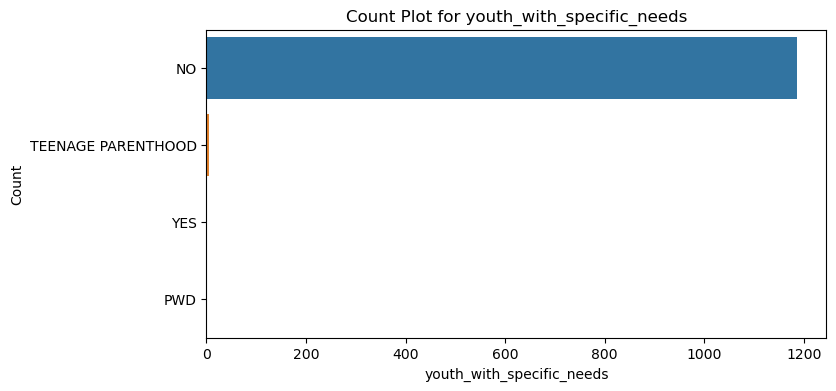 Count Plot for youth_with_specific_needs
NO
TEENAGE PARENTHOOD
YES
PWD
Count
0 200 400 600 800 1000 1200
youth_with_specific_needs